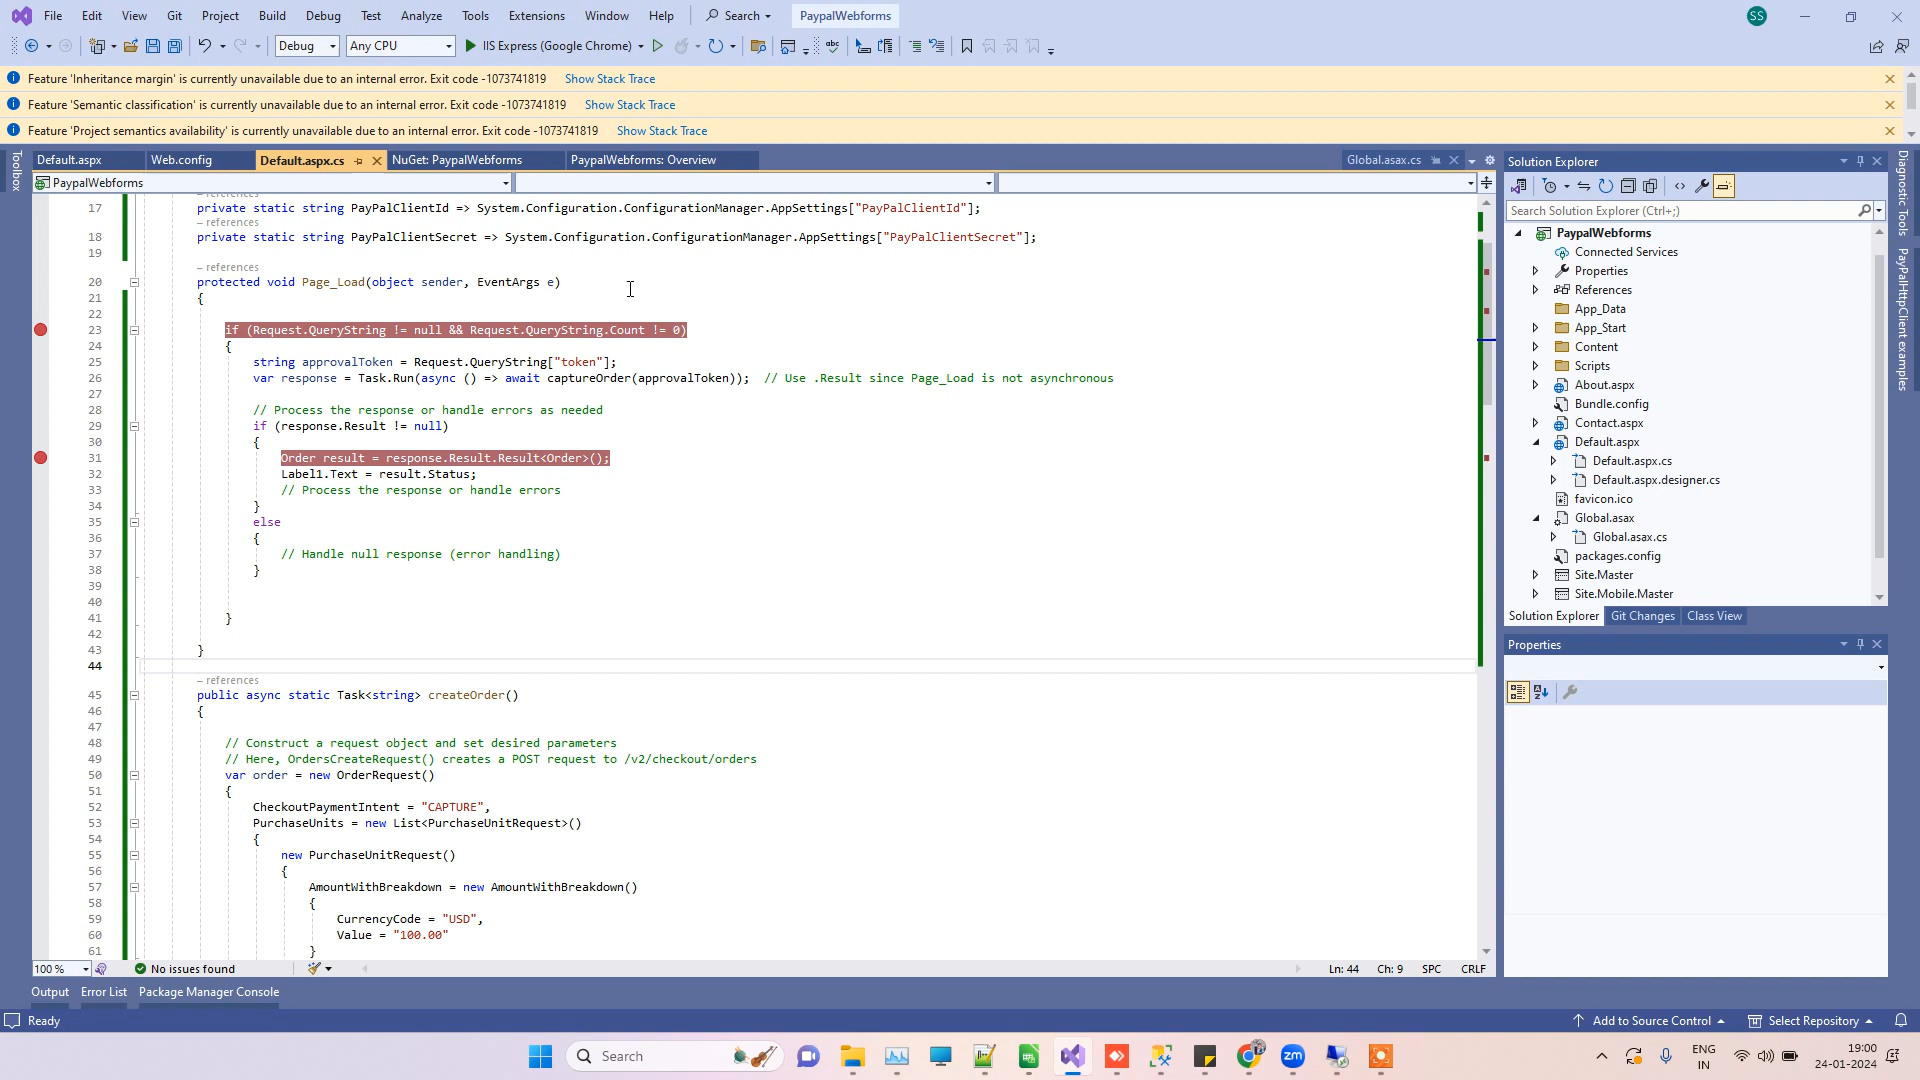 File Edit View Git Project Build Debug Test Analyze Tools Extensions Window Help Search PaypalWebforms SS
Debug Any CPU IIS Express (Google Chrome)
Feature 'Inheritance margin' is currently unavailable due to an internal error. Exit code -1073741819 Show Stack Trace
Feature 'Semantic classification' is currently unavailable due to an internal error. Exit code -1073741819 Show Stack Trace
Feature 'Project semantics availability' is currently unavailable due to an internal error. Exit code -1073741819 Show Stack Trace
Toolbox
Default.aspx Web.config Default.aspx.cs NuGet: PaypalWebforms PaypalWebforms: Overview Global.asax.cs
PaypalWebforms
– references
17 private static string PayPalClientId => System.Configuration.ConfigurationManager.AppSettings["PayPalClientId"];
– references
18 private static string PayPalClientSecret => System.Configuration.ConfigurationManager.AppSettings["PayPalClientSecret"];
19
– references
20 protected void Page_Load(object sender, EventArgs e)
21 {
22
23 if (Request.QueryString != null && Request.QueryString.Count != 0)
24 {
25 string approvalToken = Request.QueryString["token"];
26 var response = Task.Run(async () => await captureOrder(approvalToken)); // Use .Result since Page_Load is not asynchronous
27
28 // Process the response or handle errors as needed
29 if (response.Result != null)
30 {
31 Order result = response.Result.Result<Order>();
32 Label1.Text = result.Status;
33 // Process the response or handle errors
34 }
35 else
36 {
37 // Handle null response (error handling)
38 }
39
40
41 }
42
43 }
44
– references
45 public async static Task<string> createOrder()
46 {
47
48 // Construct a request object and set desired parameters
49 // Here, OrdersCreateRequest() creates a POST request to /v2/checkout/orders
50 var order = new OrderRequest()
51 {
52 CheckoutPaymentIntent = "CAPTURE",
53 PurchaseUnits = new List<PurchaseUnitRequest>()
54 {
55 new PurchaseUnitRequest()
56 {
57 AmountWithBreakdown = new AmountWithBreakdown()
58 {
59 CurrencyCode = "USD",
60 Value = "100.00"
61 }
100 % No issues found Ln: 44 Ch: 9 SPC CRLF
Output Error List Package Manager Console
Solution Explorer
Search Solution Explorer (Ctrl+;)
PaypalWebforms
Connected Services
Properties
References
App_Data
App_Start
Content
Scripts
About.aspx
Bundle.config
Contact.aspx
Default.aspx
Default.aspx.cs
Default.aspx.designer.cs
favicon.ico
Global.asax
Global.asax.cs
packages.config
Site.Master
Site.Mobile.Master
Solution Explorer Git Changes Class View
Properties
Diagnostic Tools
PayPalHttpClient examples
Ready Add to Source Control Select Repository
Search
zm
ENG
IN
19:00
24-01-2024